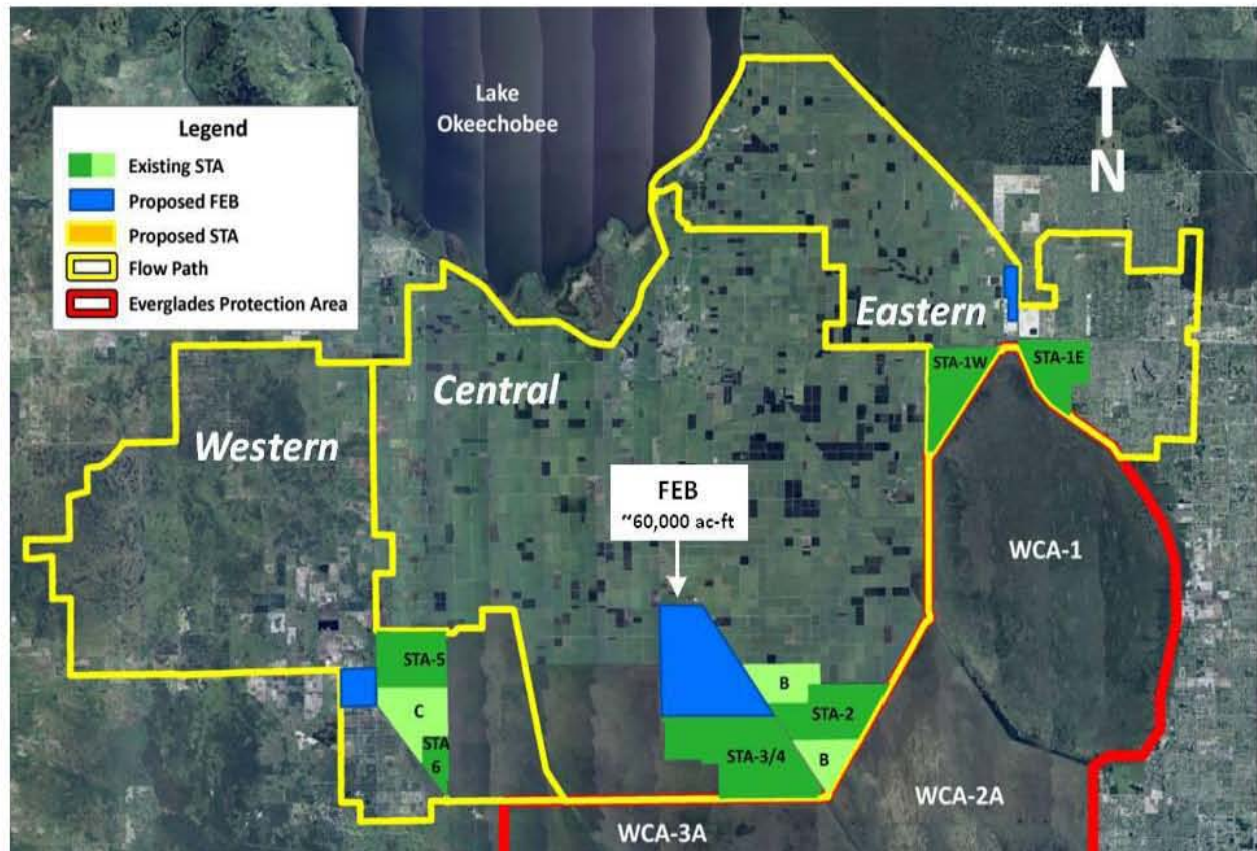 Lake
Okeechobee
N
Legend
Existing STA
Proposed FEB
Proposed STA
Flow Path
Everglades Protection Area
Eastern
STA-1W
STA-1E
Central
Western
FEB
~60,000 ac-ft
WCA-1
STA-5
C
STA
6
B
STA-2
STA-3/4
B
WCA-2A
WCA-3A